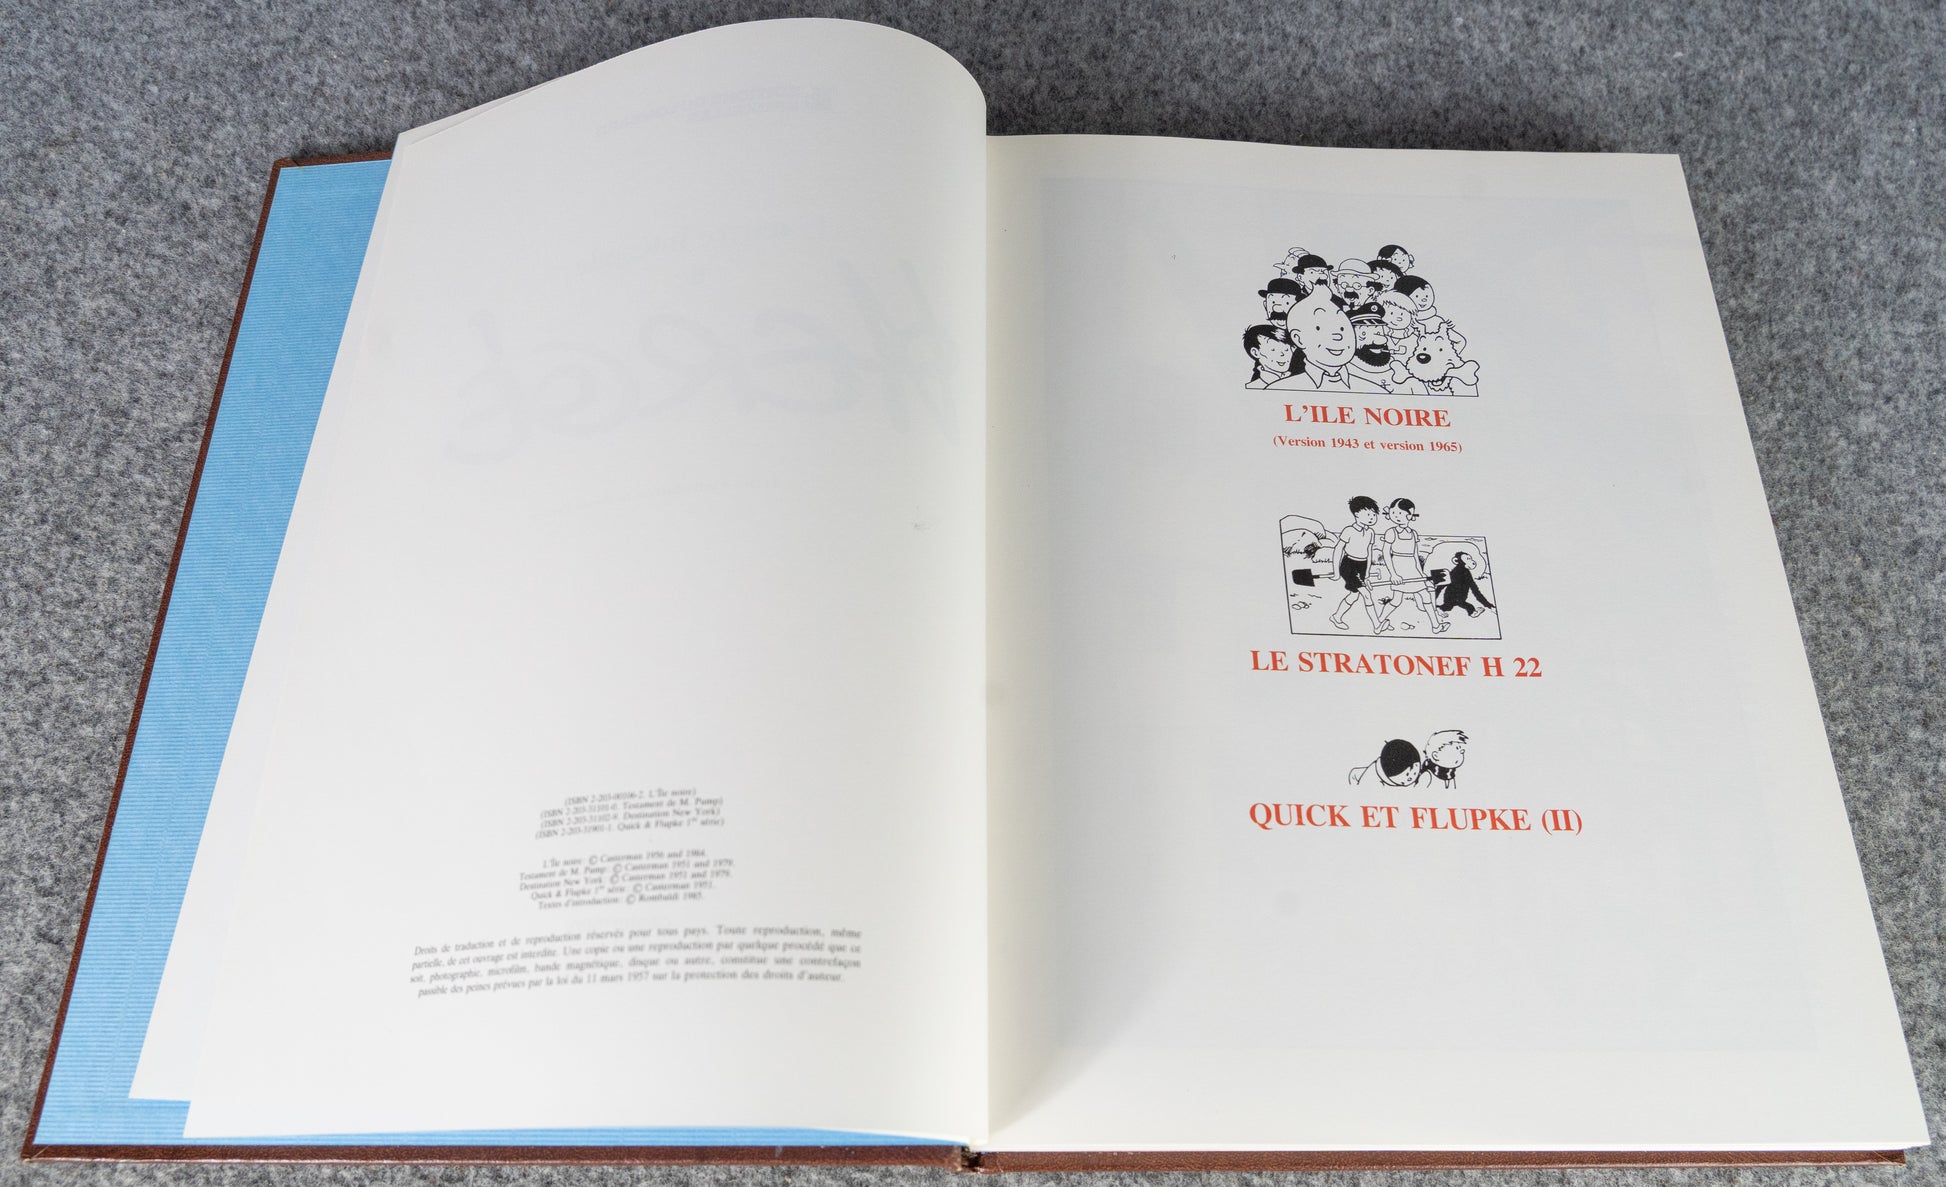 (ISBN 2-203-00106-2. L'Île noire)
(ISBN 2-203-31101-0. Testament de M. Pump)
(ISBN 2-203-31102-9. Destination New York)
(ISBN 2-203-31901-1. Quick & Flupke 1re série)
L'Île noire: © Casterman 1956 and 1984.
Testament de M. Pump: © Casterman 1951 and 1979.
Destination New York: © Casterman 1951 and 1979.
Quick & Flupke 1re série: © Casterman 1951.
Textes d'introduction: © Rombaldi 1985.
Droits de traduction et de reproduction réservés pour tous pays. Toute reproduction, même
partielle, de cet ouvrage est interdite. Une copie ou une reproduction par quelque procédé que ce
soit, photographie, microfilm, bande magnétique, disque ou autre, constitue une contrefaçon
passible des peines prévues par la loi du 11 mars 1957 sur la protection des droits d'auteur.
L'ILE NOIRE
(Version 1943 et version 1965)
LE STRATONEF H 22
QUICK ET FLUPKE (II)